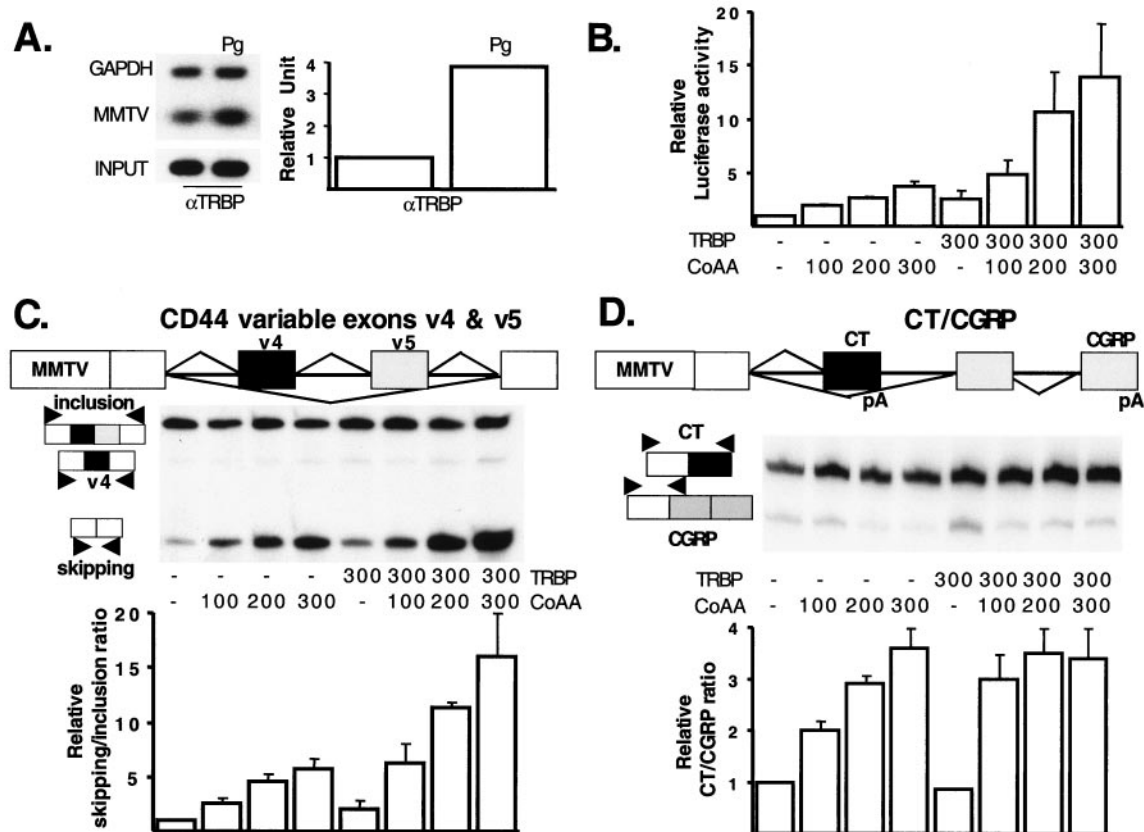 A.
Pg
GAPDH
MMTV
INPUT
αTRBP
Relative Unit
4
3
2
1
Pg
αTRBP
B.
Relative
Luciferase activity
20
15
10
5
TRBP - - - - 300 300 300 300
CoAA - 100 200 300 - 100 200 300
C. CD44 variable exons v4 & v5
MMTV
v4
v5
inclusion
v4
skipping
- - - - 300 300 300 300 TRBP
- 100 200 300 - 100 200 300 CoAA
Relative
skipping/inclusion ratio
20
15
10
5
D. CT/CGRP
MMTV
CT
pA
CGRP
pA
CT
CGRP
TRBP - - - - 300 300 300 300
CoAA - 100 200 300 - 100 200 300
Relative
CT/CGRP ratio
4
3
2
1